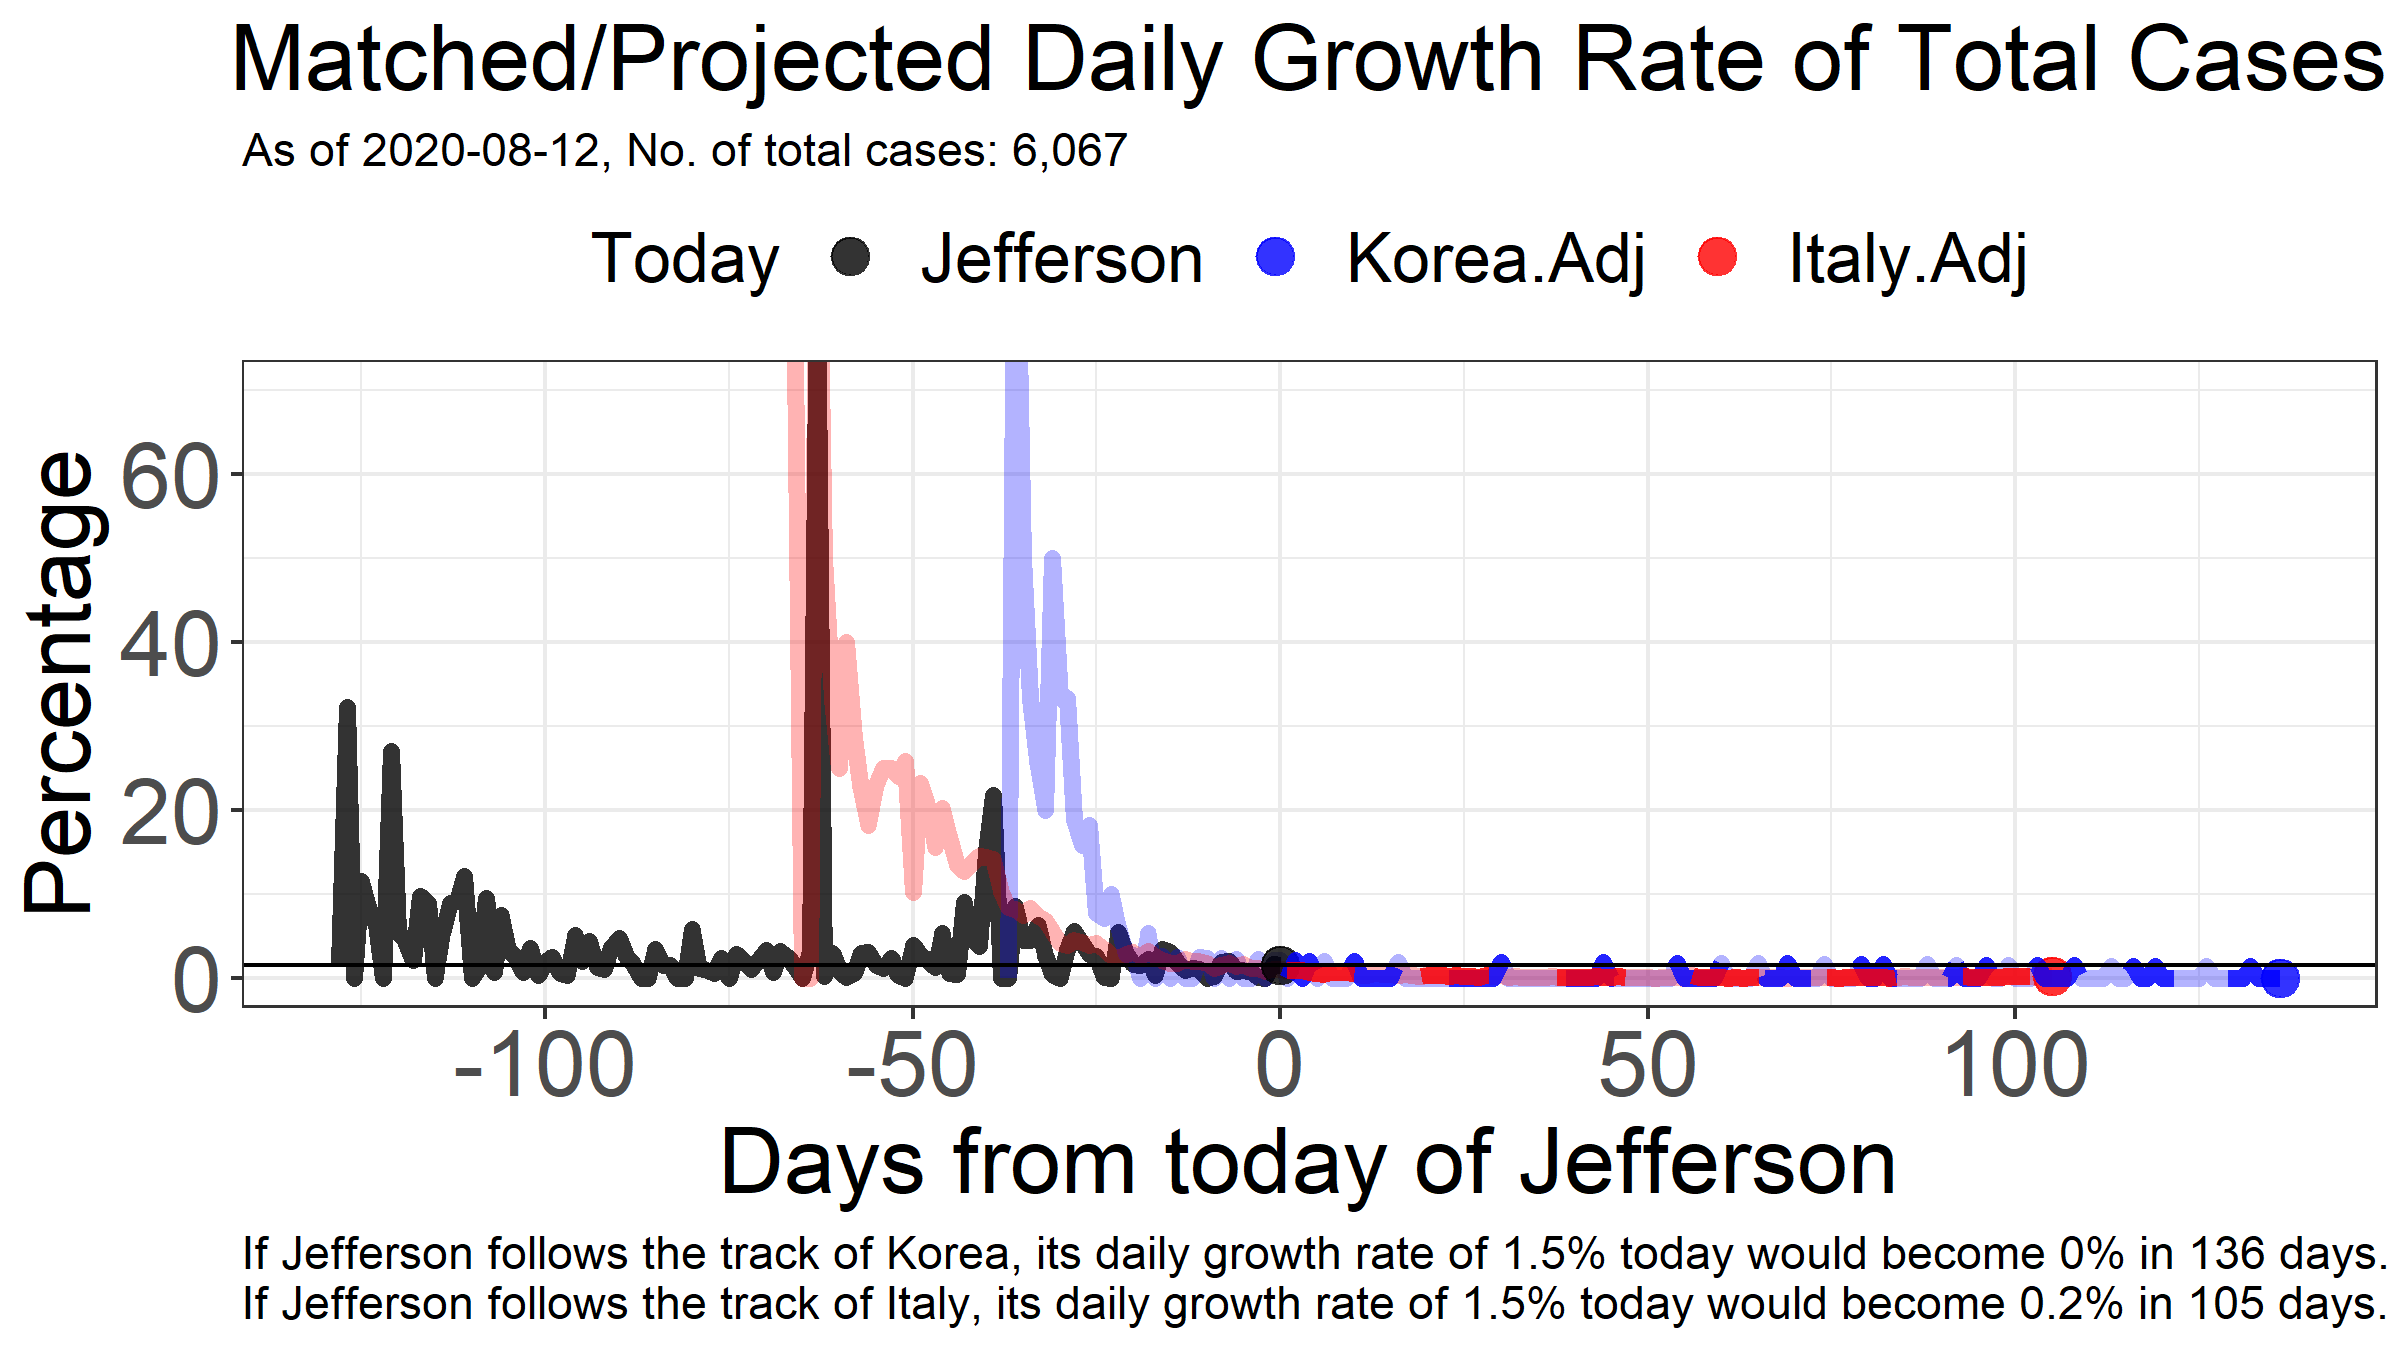 Matched/Projected Daily Growth Rate of Total Cases
As of 2020-08-12, No. of total cases: 6,067
Today Jefferson Korea.Adj Italy.Adj
Percentage
60
40
20
0
-100 -50 0 50 100
Days from today of Jefferson
If Jefferson follows the track of Korea, its daily growth rate of 1.5% today would become 0% in 136 days.
If Jefferson follows the track of Italy, its daily growth rate of 1.5% today would become 0.2% in 105 days.